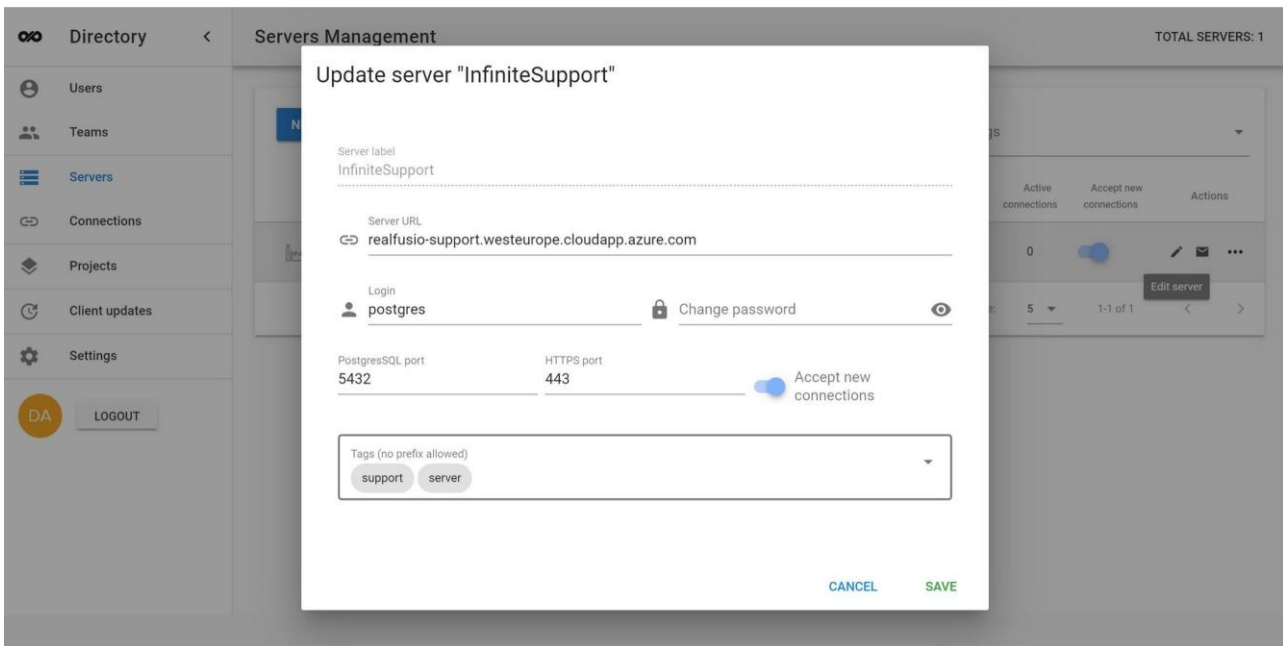 Directory
Servers Management
TOTAL SERVERS: 1
Users
Teams
Servers
Connections
Projects
Client updates
Settings
DA
LOGOUT
Update server "InfiniteSupport"
Server label
InfiniteSupport
Server URL
realfusio-support.westeurope.cloudapp.azure.com
Login
postgres
Change password
PostgresSQL port
5432
HTTPS port
443
Accept new
connections
Tags (no prefix allowed)
support server
CANCEL SAVE
Active
connections
Accept new
connections
Actions
0
Edit server
5
1-1 of 1